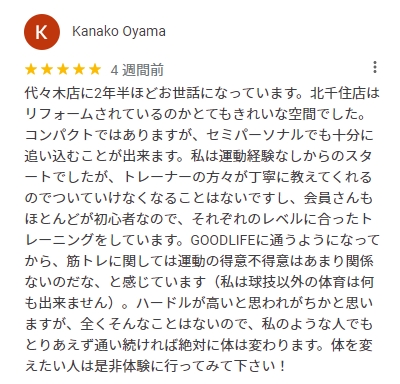 K
Kanako Oyama
★★★★★ 4 週間前
代々木店に2年半ほどお世話になっています。北千住店は
リフォームされているのかとてもきれいな空間でした。
コンパクトではありますが、セミパーソナルでも十分に
追い込むことが出来ます。私は運動経験なしからのスタ
ートでしたが、トレーナーの方々が丁寧に教えてくれる
のでついていけなくなることはないですし、会員さんも
ほとんどが初心者なので、それぞれのレベルに合ったト
レーニングをしています。GOODLIFEに通うようになって
から、筋トレに関しては運動の得意不得意はあまり関係
ないのだな、と感じています（私は球技以外の体育は何
も出来ません）。ハードルが高いと思われがちかと思い
ますが、全くそんなことはないので、私のような人でも
とりあえず通い続ければ絶対に体は変わります。体を変
えたい人は是非体験に行ってみて下さい！